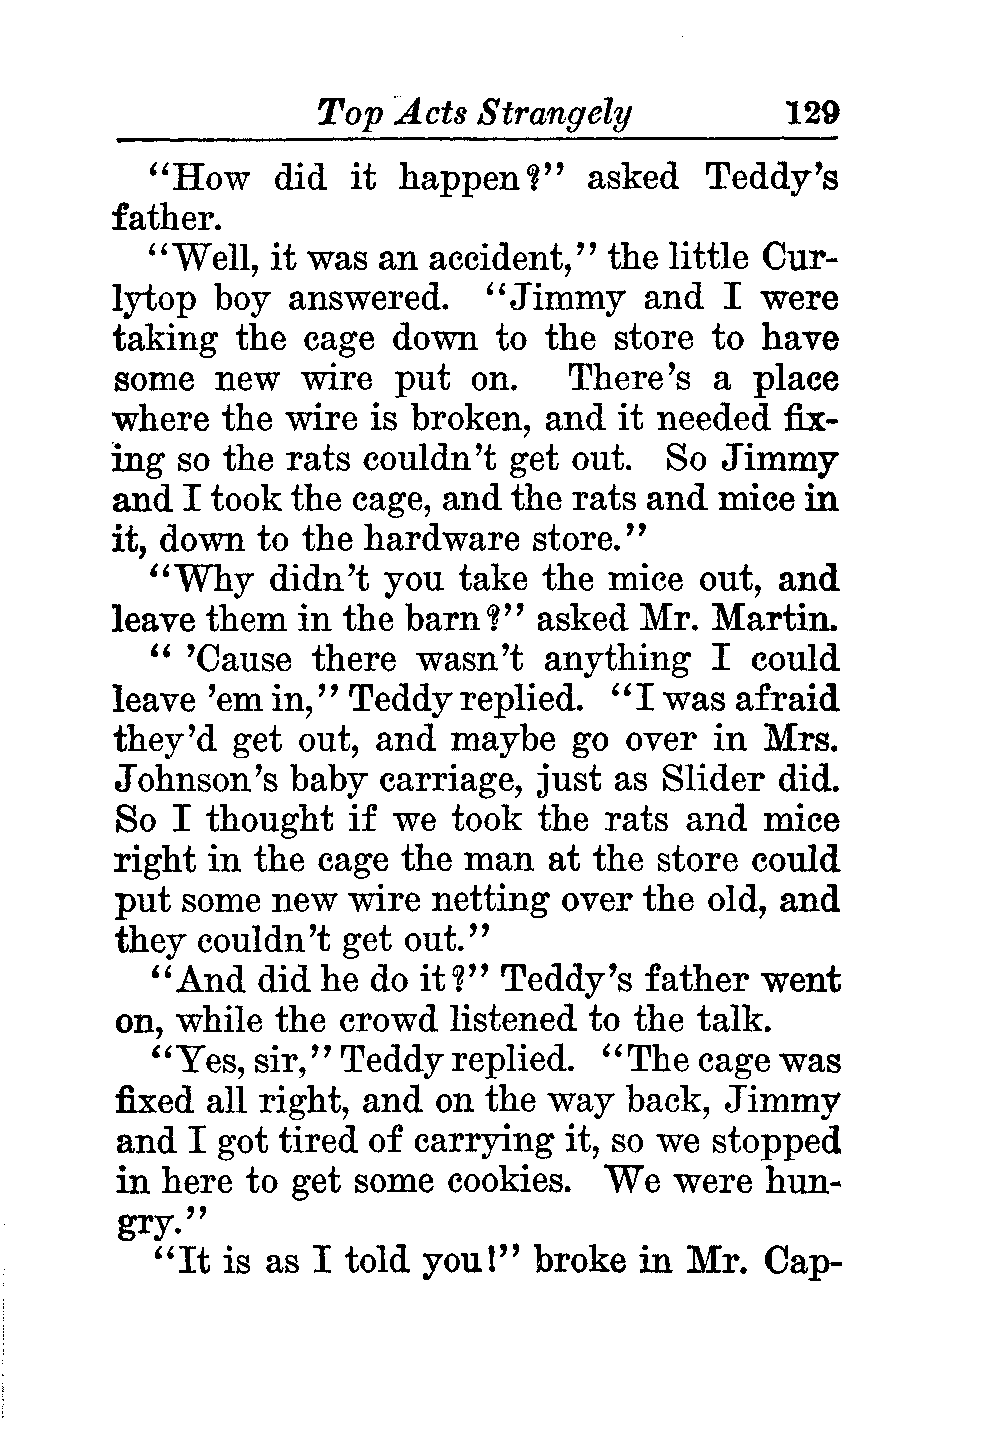 Top Acts Strangely 129
“How did it happen?” asked Teddy’s
father.
“Well, it was an accident,” the little Cur-
lytop boy answered. “Jimmy and I were
taking the cage down to the store to have
some new wire put on. There’s a place
where the wire is broken, and it needed fix-
ing so the rats couldn’t get out. So Jimmy
and I took the cage, and the rats and mice in
it, down to the hardware store.”
“Why didn’t you take the mice out, and
leave them in the barn?” asked Mr. Martin.
“ ’Cause there wasn’t anything I could
leave ’em in,” Teddy replied. “I was afraid
they’d get out, and maybe go over in Mrs.
Johnson’s baby carriage, just as Slider did.
So I thought if we took the rats and mice
right in the cage the man at the store could
put some new wire netting over the old, and
they couldn’t get out.”
“And did he do it?” Teddy’s father went
on, while the crowd listened to the talk.
“Yes, sir,” Teddy replied. “The cage was
fixed all right, and on the way back, Jimmy
and I got tired of carrying it, so we stopped
in here to get some cookies. We were hun-
gry.”
“It is as I told you!” broke in Mr. Cap-